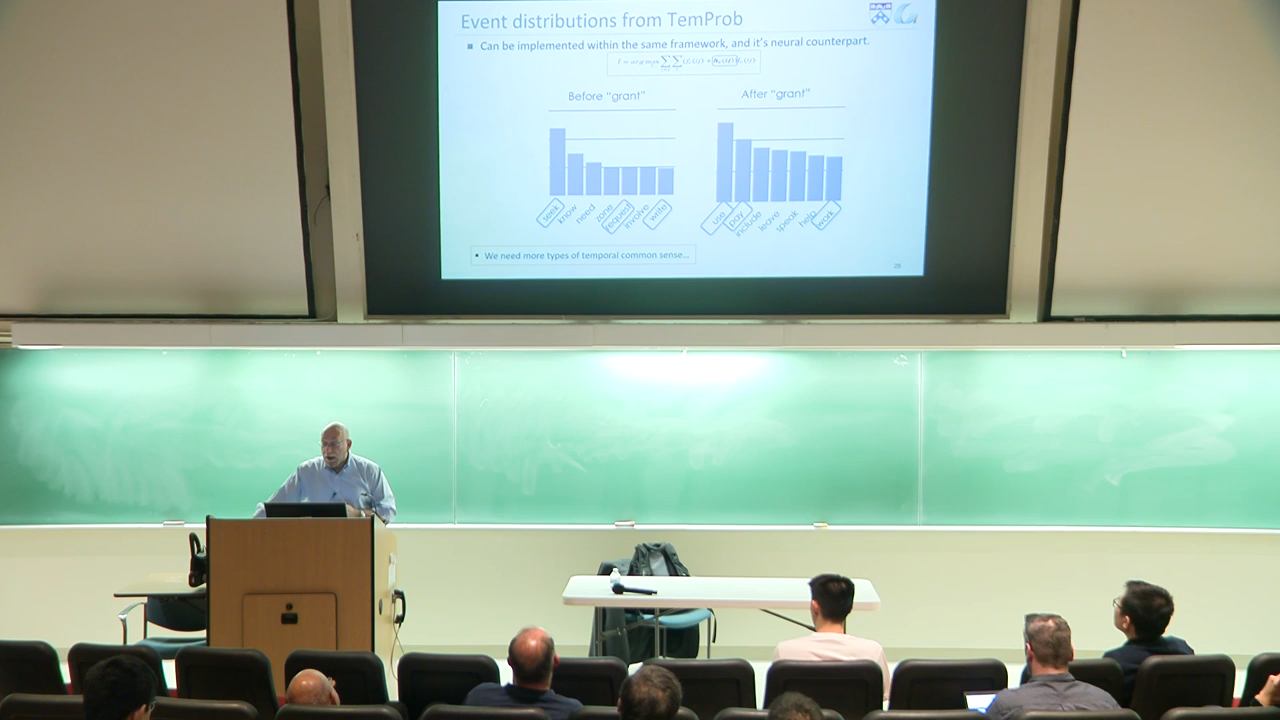 Event distributions from TemProb
Can be implemented within the same framework, and it's neural counterpart.
Before "grant"
After "grant"
seek know need zone request involve write
use pay include leave speak help work
We need more types of temporal common sense...
28